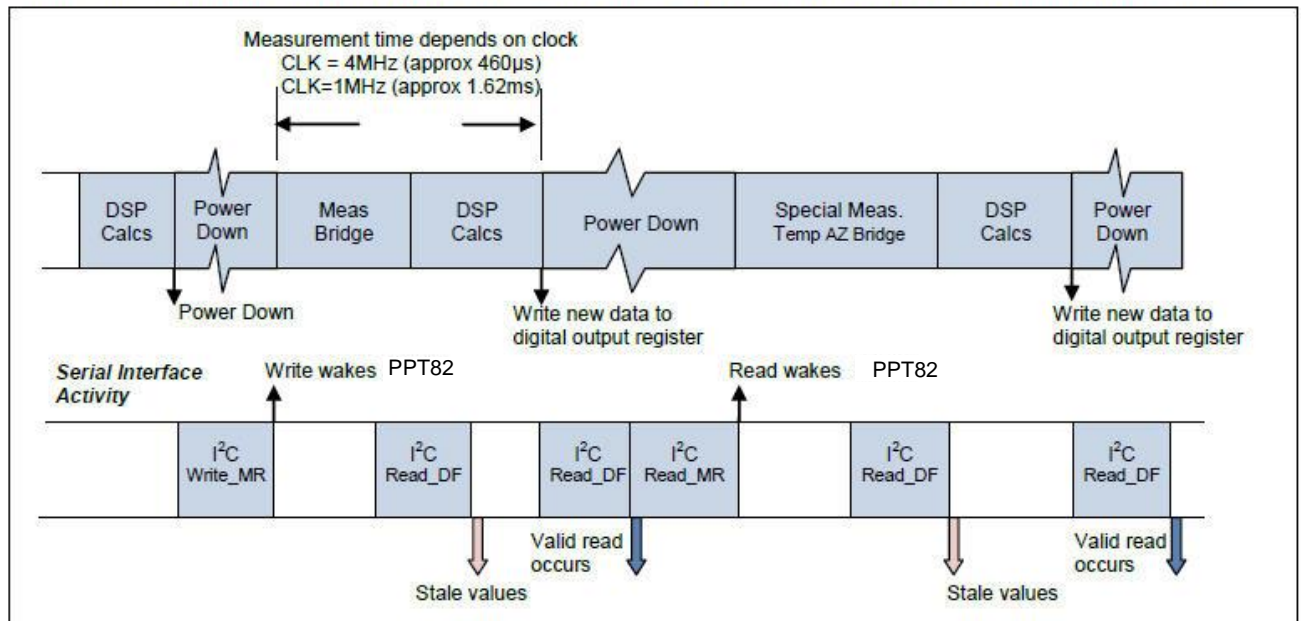 Measurement time depends on clock
CLK = 4MHz (approx 460µs)
CLK=1MHz (approx 1.62ms)
DSP
Calcs
Power
Down
Meas
Bridge
DSP
Calcs
Power Down
Special Meas.
Temp AZ Bridge
DSP
Calcs
Power
Down
Power Down
Write new data to
digital output register
Write new data to
digital output register
Serial Interface
Activity
Write wakes PPT82
Read wakes PPT82
I²C
Write_MR
I²C
Read_DF
I²C
Read_DF
I²C
Read_MR
I²C
Read_DF
I²C
Read_DF
Stale values
Valid read
occurs
Stale values
Valid read
occurs